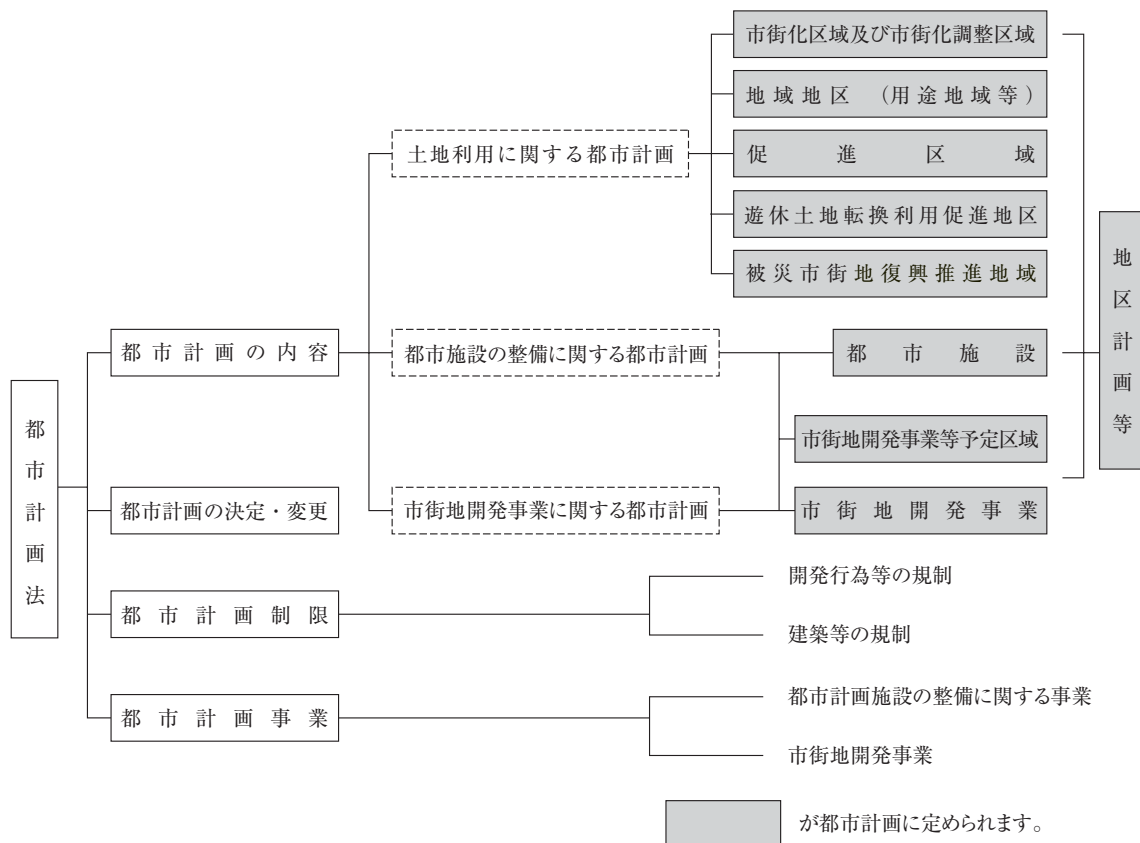 都市計画法
都市計画の内容
土地利用に関する都市計画
市街化区域及び市街化調整区域
地域地区（用途地域等）
促進区域
遊休土地転換利用促進地区
被災市街地復興推進地域
都市施設の整備に関する都市計画
都市施設
市街地開発事業等予定区域
市街地開発事業に関する都市計画
市街地開発事業
地区計画等
都市計画の決定・変更
都市計画制限
開発行為等の規制
建築等の規制
都市計画事業
都市計画施設の整備に関する事業
市街地開発事業
が都市計画に定められます。